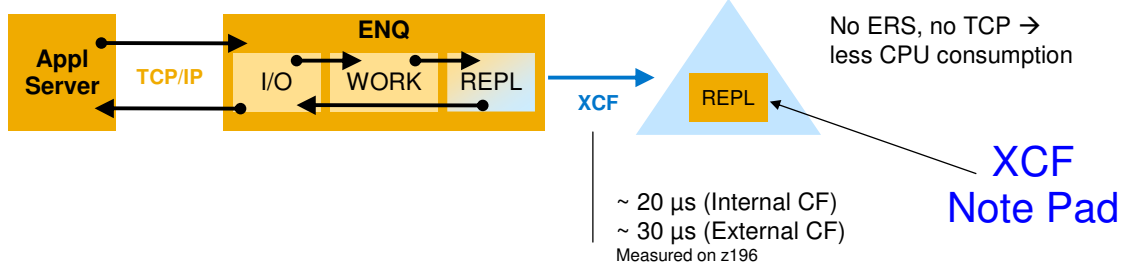 Appl
Server
TCP/IP
ENQ
I/O
WORK
REPL
XCF
REPL
No ERS, no TCP →
less CPU consumption
XCF
Note Pad
~ 20 µs (Internal CF)
~ 30 µs (External CF)
Measured on z196